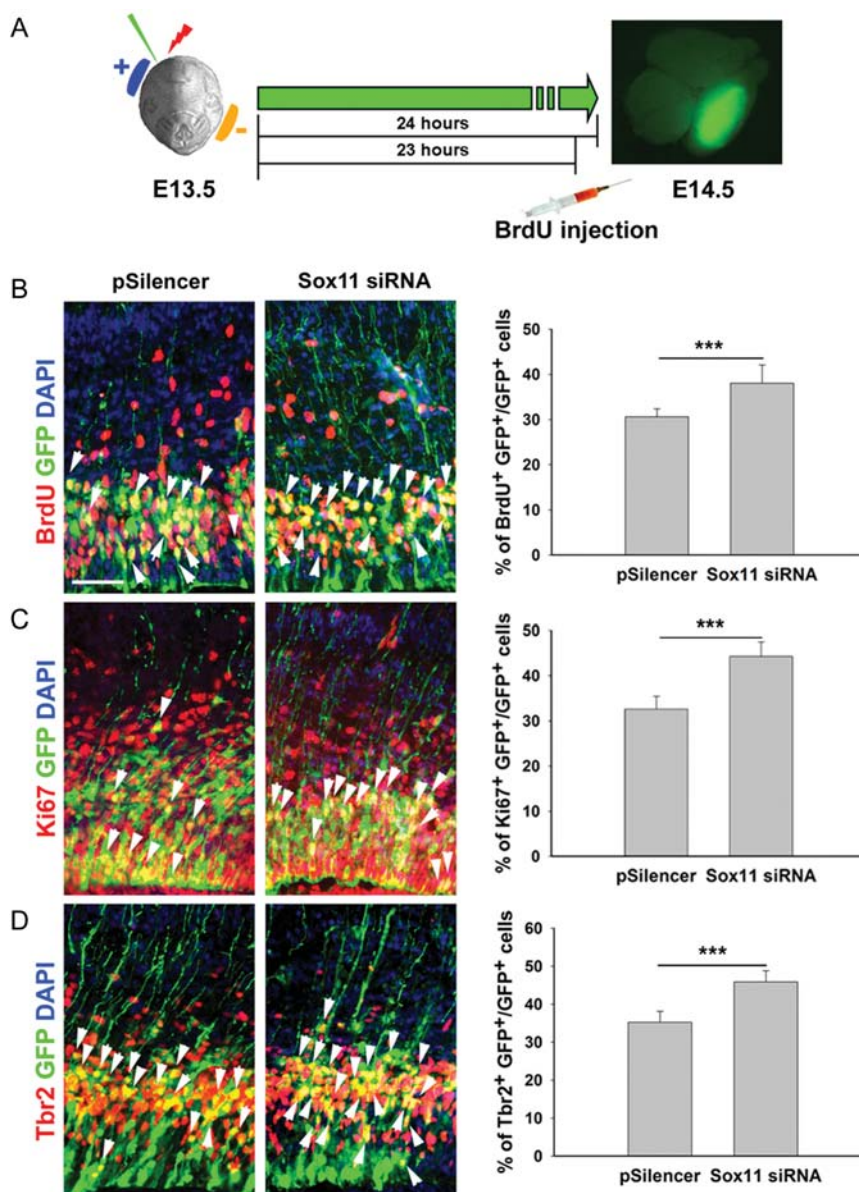 A
+
-
24 hours
23 hours
E13.5
E14.5
BrdU injection
pSilencer
Sox11 siRNA
B
BrdU GFP DAPI
% of BrdU⁺ GFP⁺/GFP⁺ cells
50
40
30
20
10
0
***
pSilencer Sox11 siRNA
C
Ki67 GFP DAPI
% of Ki67⁺ GFP⁺/GFP⁺ cells
50
40
30
20
10
0
***
pSilencer Sox11 siRNA
D
Tbr2 GFP DAPI
% of Tbr2⁺ GFP⁺/GFP⁺ cells
60
50
40
30
20
10
0
***
pSilencer Sox11 siRNA